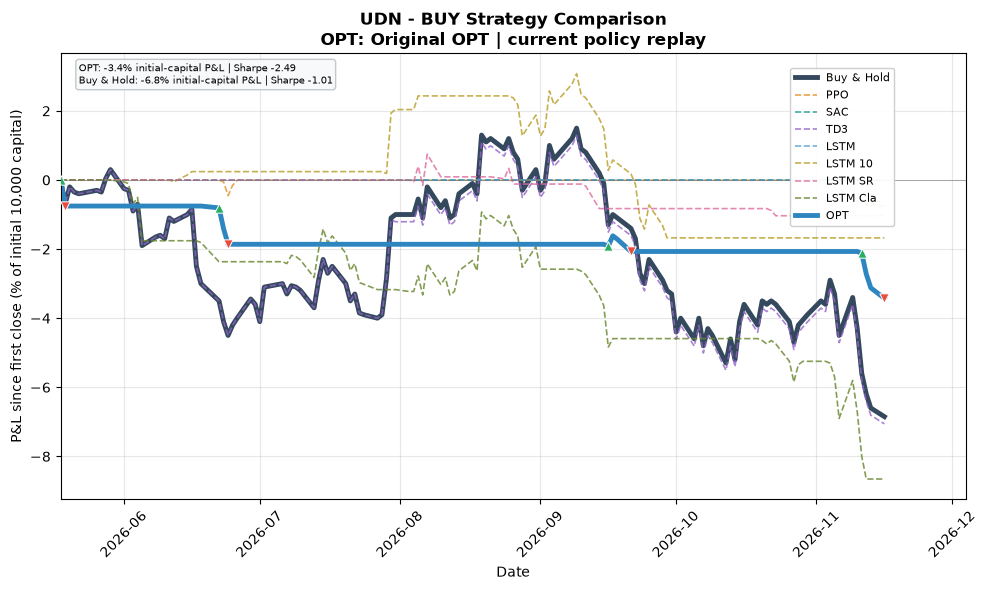 UDN - BUY Strategy Comparison
OPT: Original OPT | current policy replay
OPT: -3.4% initial-capital P&L | Sharpe -2.49
Buy & Hold: -6.8% initial-capital P&L | Sharpe -1.01
Buy & Hold
PPO
SAC
TD3
LSTM
LSTM 10
LSTM SR
LSTM Cla
OPT
P&L since first close (% of initial 10,000 capital)
2
0
−2
−4
−6
−8
2026-06
2026-07
2026-08
2026-09
2026-10
2026-11
2026-12
Date